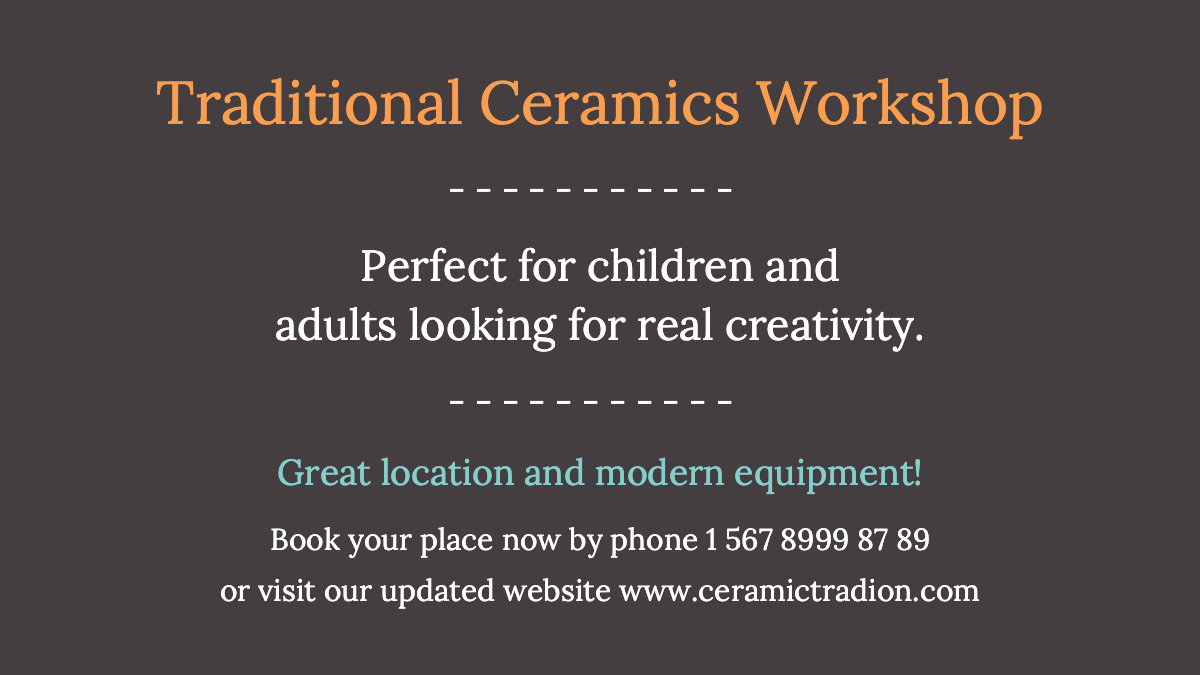 Traditional Ceramics Workshop
- - - - - - - - - - -
Perfect for children and
adults looking for real creativity.
- - - - - - - - - - -
Great location and modern equipment!
Book your place now by phone 1 567 8999 87 89
or visit our updated website www.ceramictradion.com